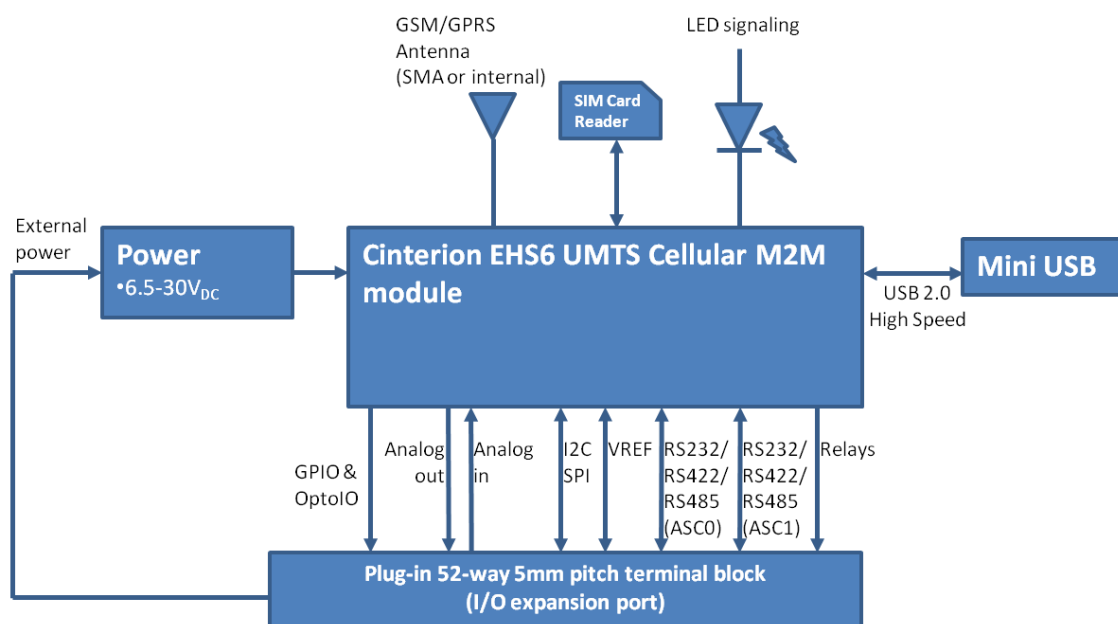 GSM/GPRS
Antenna
(SMA or internal)
LED signaling
SIM Card
Reader
External
power
Power
•6.5-30VDC
Cinterion EHS6 UMTS Cellular M2M
module
Mini USB
USB 2.0
High Speed
GPIO &
OptoIO
Analog
out
Analog
in
I2C
SPI
VREF
RS232/
RS422/
RS485
(ASC0)
RS232/
RS422/
RS485
(ASC1)
Relays
Plug-in 52-way 5mm pitch terminal block
(I/O expansion port)